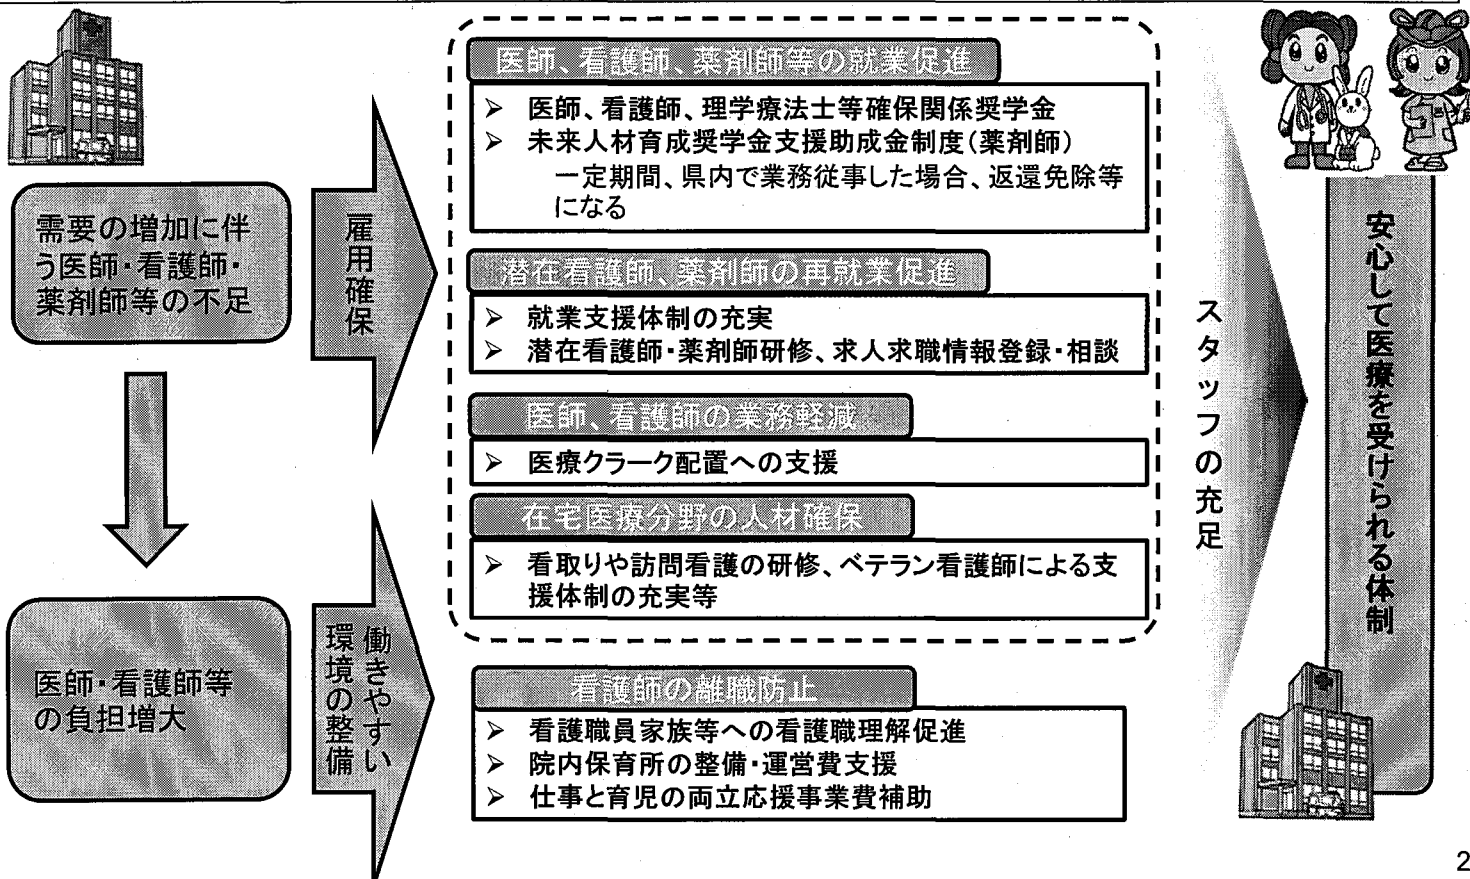 需要の増加に伴
う医師・看護師・
薬剤師等の不足
医師・看護師等
の負担増大
雇用確保
働きやすい
環境の整備
医師、看護師、薬剤師等の就業促進
➢ 医師、看護師、理学療法士等確保関係奨学金
➢ 未来人材育成奨学金支援助成金制度(薬剤師)
一定期間、県内で業務従事した場合、返還免除等
になる
潜在看護師、薬剤師の再就業促進
➢ 就業支援体制の充実
➢ 潜在看護師・薬剤師研修、求人求職情報登録・相談
医師、看護師の業務軽減
➢ 医療クラーク配置への支援
在宅医療分野の人材確保
➢ 看取りや訪問看護の研修、ベテラン看護師による支
援体制の充実等
看護師の離職防止
➢ 看護職員家族等への看護職理解促進
➢ 院内保育所の整備・運営費支援
➢ 仕事と育児の両立応援事業費補助
スタッフの充足
安心して医療を受けられる体制
2